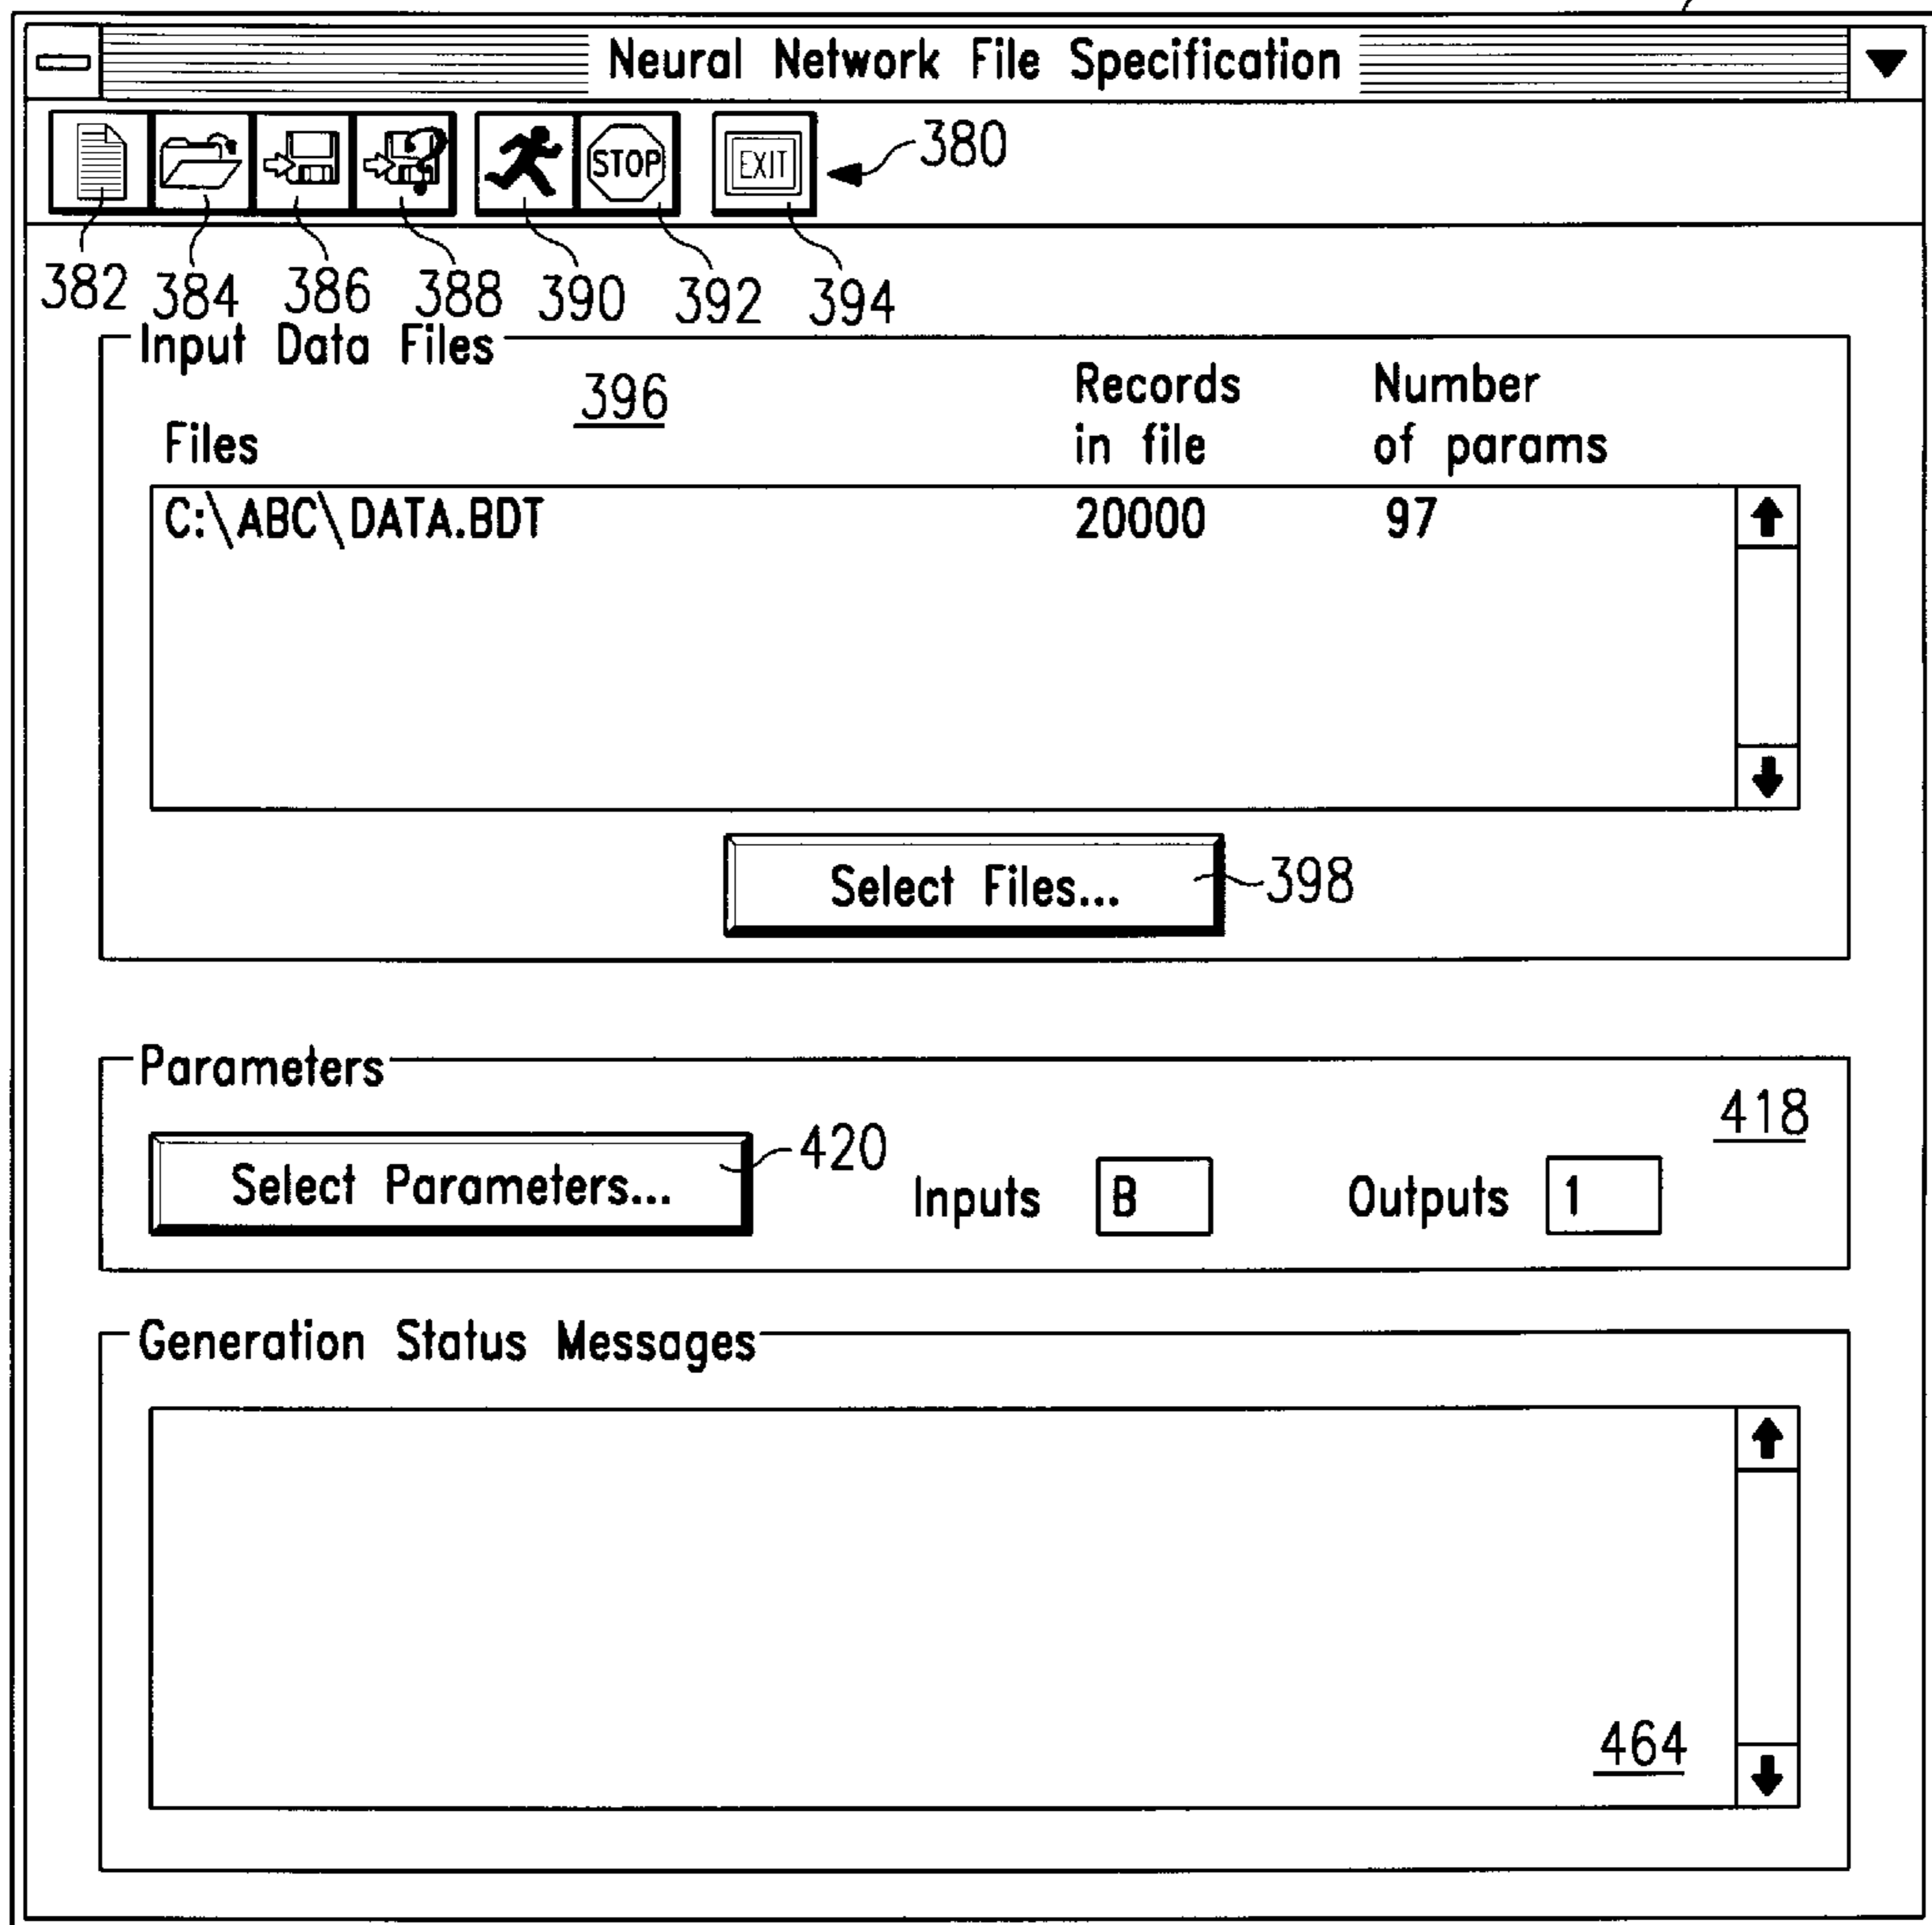 Neural Network File Specification
STOP EXIT 380
382 384 386 388 390 392 394
Input Data Files
396
Records Number
Files in file of params
C:\ABC\DATA.BDT 20000 97
Select Files... 398
Parameters
418
Select Parameters... 420 Inputs B Outputs 1
Generation Status Messages
464